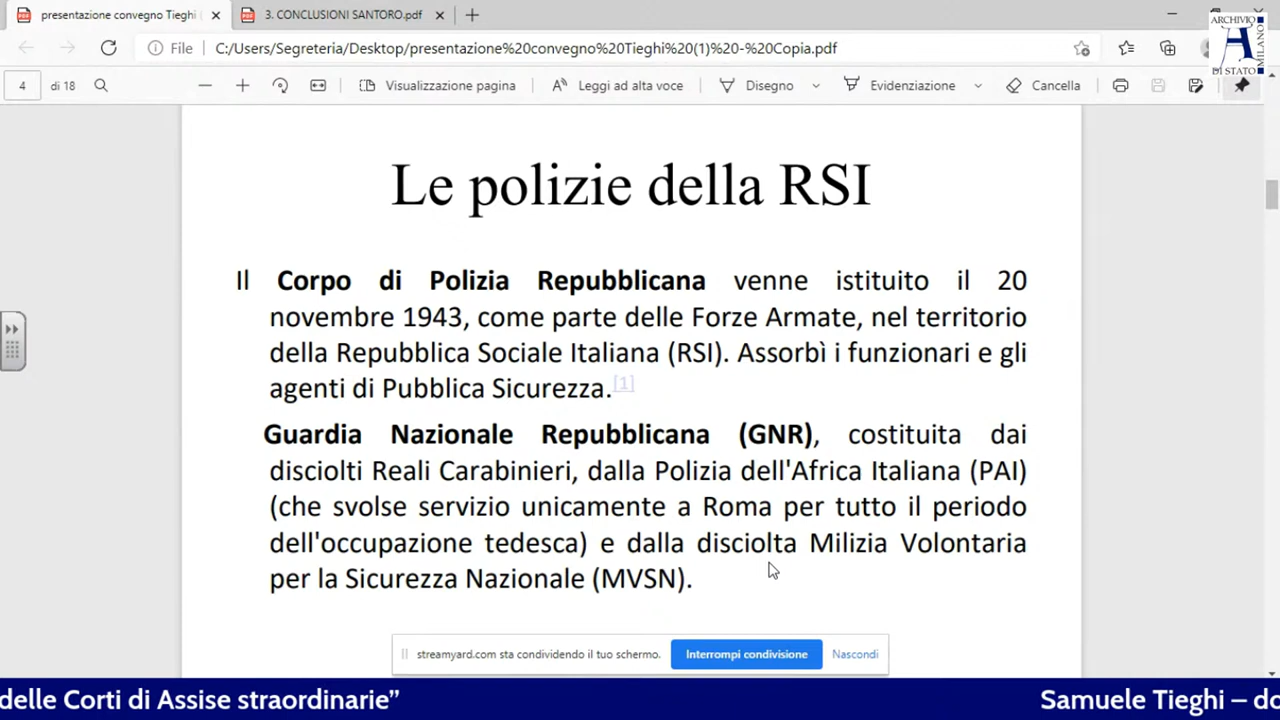 presentazione convegno Tieghi (
3. CONCLUSIONI SANTORO.pdf
ARCHIVIO
DI STATO
MILANO
File
C:/Users/Segreteria/Desktop/presentazione%20convegno%20Tieghi%20(1)%20-%20Copia.pdf
4 di 18
Visualizzazione pagina
Leggi ad alta voce
Disegno
Evidenziazione
Cancella
Le polizie della RSI
Il Corpo di Polizia Repubblicana venne istituito il 20
novembre 1943, come parte delle Forze Armate, nel territorio
della Repubblica Sociale Italiana (RSI). Assorbì i funzionari e gli
agenti di Pubblica Sicurezza.[1]
Guardia Nazionale Repubblicana (GNR), costituita dai
disciolti Reali Carabinieri, dalla Polizia dell'Africa Italiana (PAI)
(che svolse servizio unicamente a Roma per tutto il periodo
dell'occupazione tedesca) e dalla disciolta Milizia Volontaria
per la Sicurezza Nazionale (MVSN).
streamyard.com sta condividendo il tuo schermo.
Interrompi condivisione
Nascondi
delle Corti di Assise straordinarie”
Samuele Tieghi – do